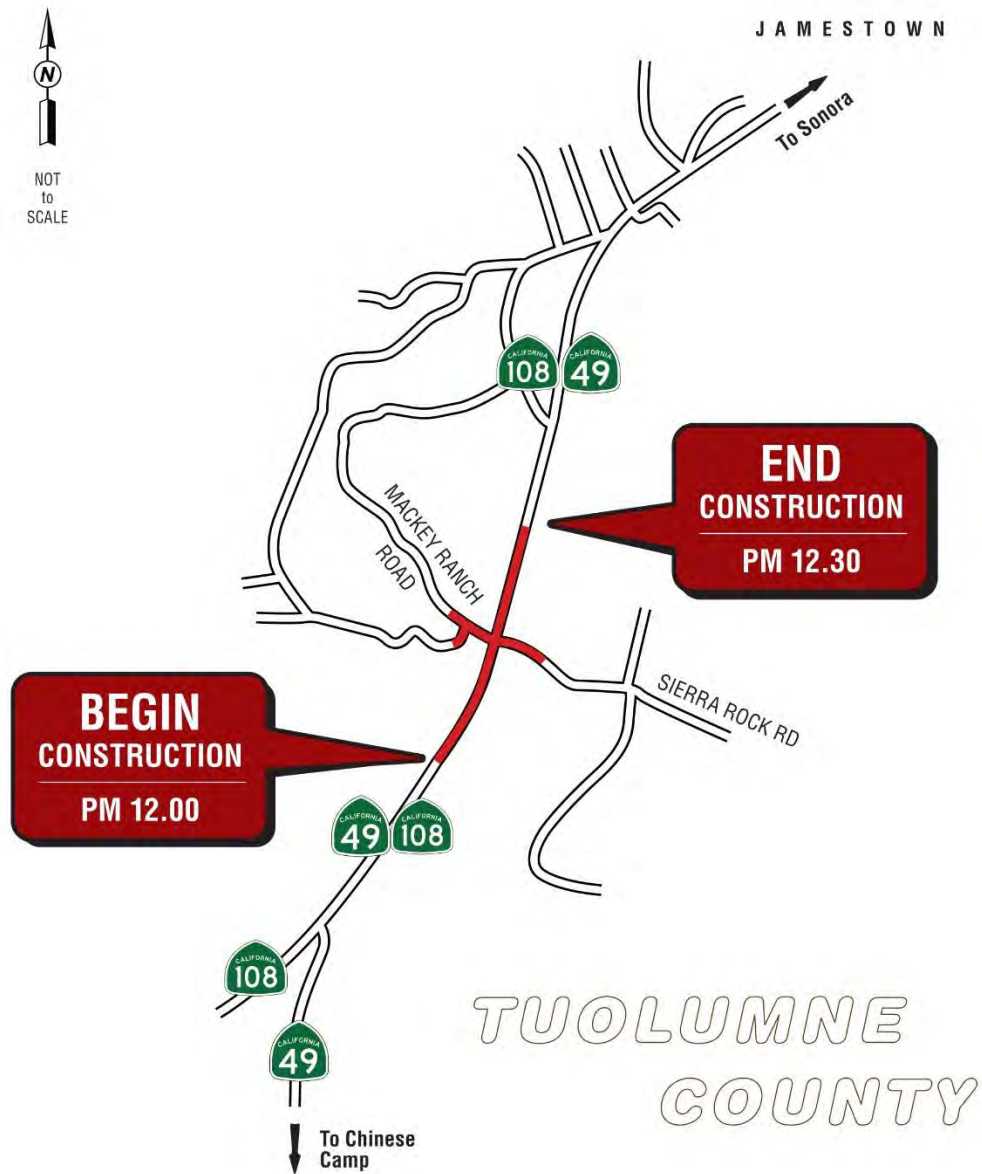 JAMESTOWN
N
NOT
to
SCALE
To Sonora
CALIFORNIA
108
CALIFORNIA
49
END
CONSTRUCTION
PM 12.30
MACKEY RANCH
ROAD
SIERRA ROCK RD
BEGIN
CONSTRUCTION
PM 12.00
CALIFORNIA
49
CALIFORNIA
108
CALIFORNIA
108
CALIFORNIA
49
TUOLUMNE
COUNTY
To Chinese
Camp